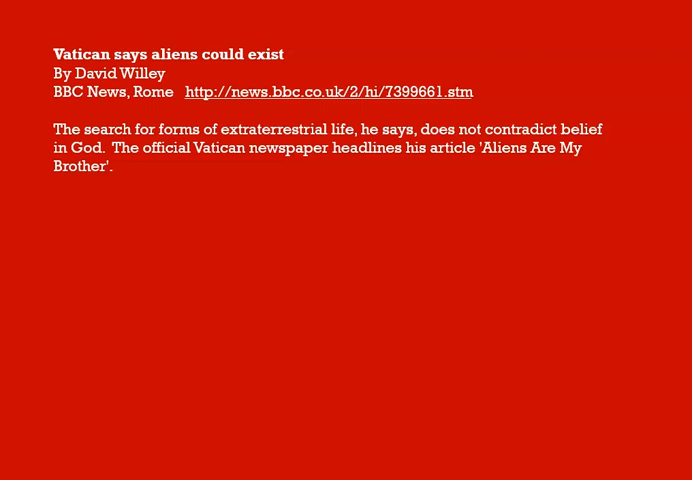 Vatican says aliens could exist
By David Willey
BBC News, Rome http://news.bbc.co.uk/2/hi/7399661.stm
The search for forms of extraterrestrial life, he says, does not contradict belief
in God. The official Vatican newspaper headlines his article 'Aliens Are My
Brother'.